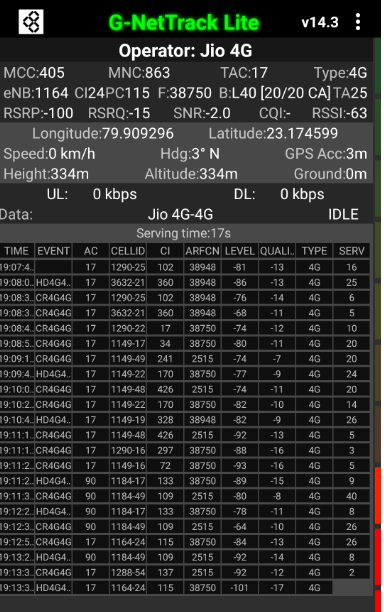 G-NetTrack Lite v14.3
Operator: Jio 4G
MCC:405 MNC:863 TAC:17 Type:4G
eNB:1164 CI24PC115 F:38750 B:L40 [20/20 CA]TA25
RSRP:-100 RSRQ:-15 SNR:-2.0 CQI:- RSSI:-63
Longitude:79.909296 Latitude:23.174599
Speed:0 km/h Hdg:3° N GPS Acc:3m
Height:334m Altitude:334m Ground:0m
UL: 0 kbps DL: 0 kbps
Data: Jio 4G-4G IDLE
Serving time:17s
TIME EVENT AC CELLID CI ARFCN LEVEL QUALI.. TYPE SERV
19:07:4.. 17 1290-25 102 38948 -81 -13 4G 16
19:08:0.. HD4G4.. 17 3632-21 360 38948 -86 -13 4G 25
19:08:3.. CR4G4G 17 1290-25 102 38948 -76 -14 4G 6
19:08:3.. CR4G4G 17 3632-21 360 38948 -68 -11 4G 5
19:08:4.. CR4G4G 17 1290-22 17 38750 -74 -12 4G 10
19:08:5.. CR4G4G 17 1149-17 34 38750 -80 -11 4G 20
19:09:1.. CR4G4G 17 1149-49 241 2515 -74 -7 4G 20
19:09:4.. HD4G4.. 17 1149-22 170 38750 -77 -9 4G 24
19:10:0.. CR4G4G 17 1149-48 426 2515 -74 -11 4G 20
19:10:2.. CR4G4G 17 1149-22 170 38750 -82 -10 4G 14
19:10:4.. HD4G4.. 17 1149-19 328 38948 -82 -9 4G 26
19:11:1.. CR4G4G 17 1149-48 426 2515 -92 -13 4G 5
19:11:1.. CR4G4G 17 1290-16 297 38750 -88 -16 4G 3
19:11:2.. CR4G4G 17 1149-16 72 38750 -93 -16 4G 5
19:11:2.. HD4G4.. 90 1184-17 133 38750 -89 -15 4G 9
19:11:3.. CR4G4G 90 1184-49 109 2515 -80 -8 4G 40
19:12:2.. HD4G4.. 90 1184-17 133 38750 -78 -11 4G 8
19:12:3.. CR4G4G 90 1184-49 109 2515 -64 -10 4G 26
19:12:5.. CR4G4G 17 1164-24 115 38750 -84 -13 4G 26
19:13:2.. HD4G4.. 90 1184-49 109 2515 -92 -14 4G 8
19:13:3.. CR4G4G 17 1288-54 137 2515 -92 -12 4G 2
19:13:3.. HD4G4.. 17 1164-24 115 38750 -101 -17 4G